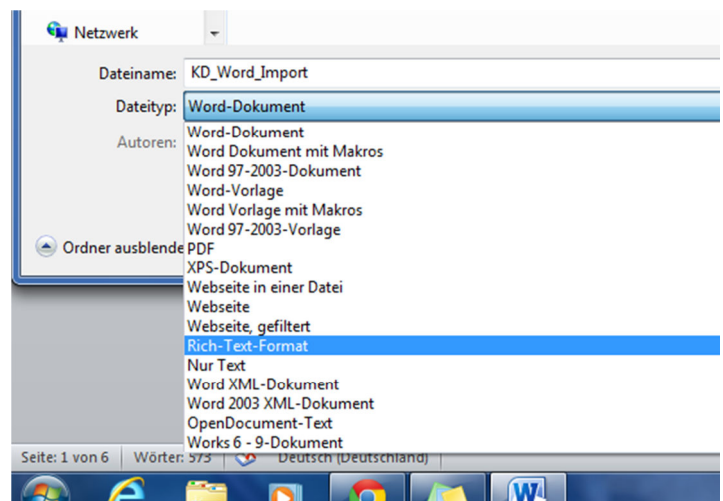 Netzwerk
Dateiname: KD_Word_Import
Dateityp: Word-Dokument
Autoren:
Word-Dokument
Word Dokument mit Makros
Word 97-2003-Dokument
Word-Vorlage
Word Vorlage mit Makros
Word 97-2003-Vorlage
Ordner ausblende
PDF
XPS-Dokument
Webseite in einer Datei
Webseite
Webseite, gefiltert
Rich-Text-Format
Nur Text
Word XML-Dokument
Word 2003 XML-Dokument
OpenDocument-Text
Works 6 - 9-Dokument
Seite: 1 von 6 Wörter: 573 Deutsch (Deutschland)
W